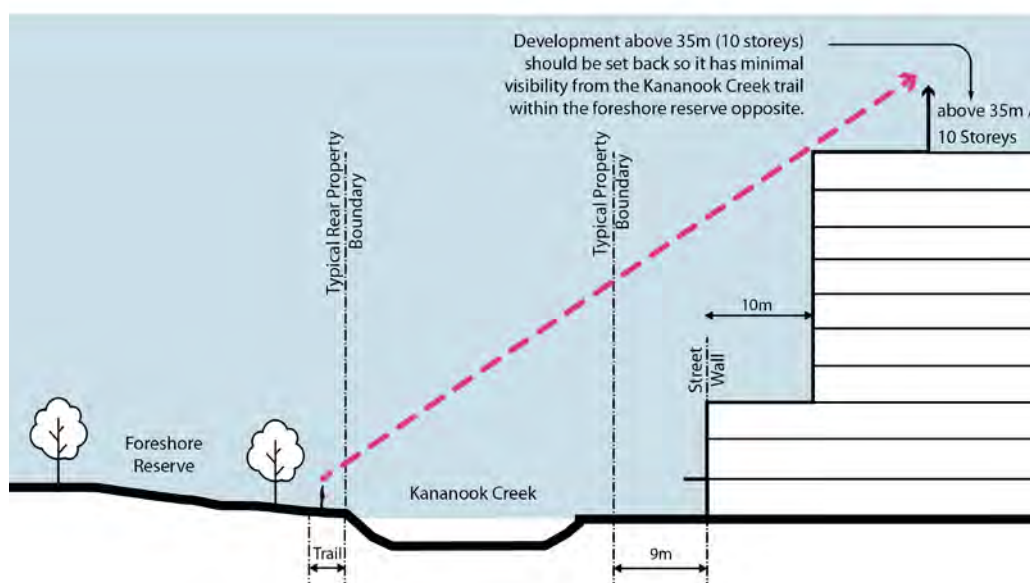 Development above 35m (10 storeys)
should be set back so it has minimal
visibility from the Kananook Creek trail
within the foreshore reserve opposite.
above 35m /
10 Storeys
Typical Rear Property
Boundary
Typical Property
Boundary
10m
Street
Wall
Foreshore
Reserve
Kananook Creek
Trail
9m